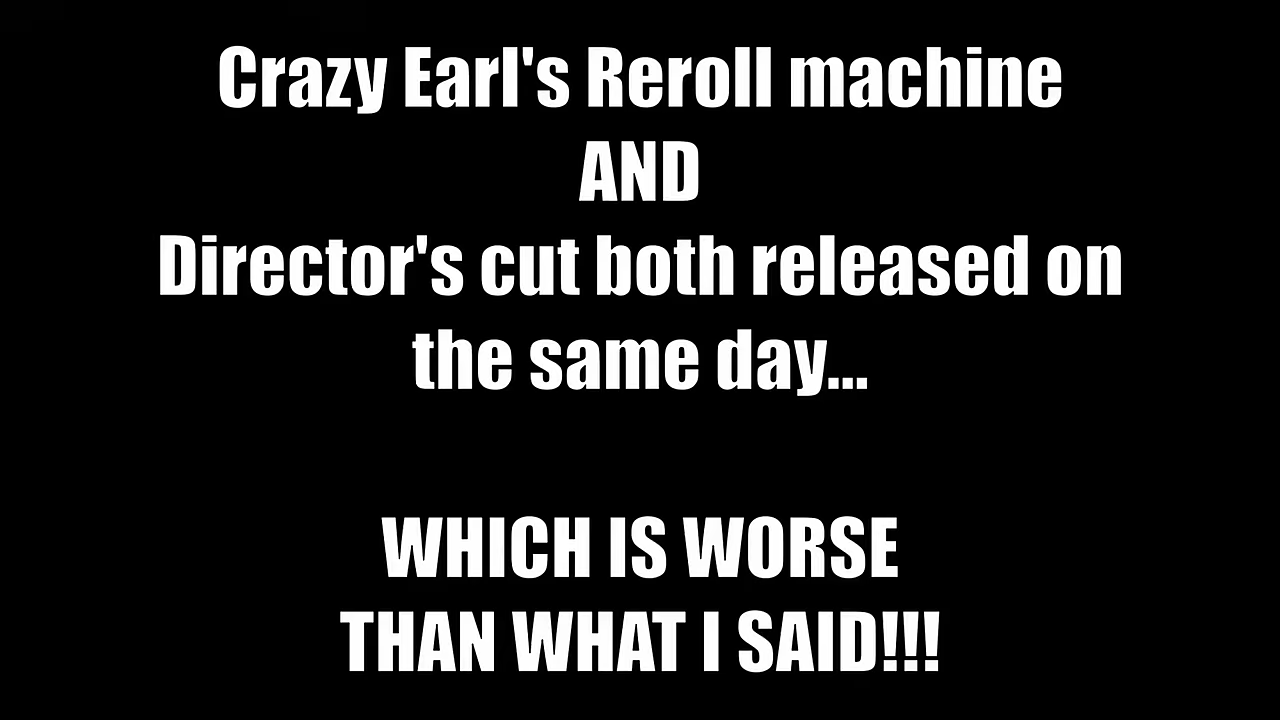 Crazy Earl's Reroll machine
AND
Director's cut both released on
the same day...
WHICH IS WORSE
THAN WHAT I SAID!!!